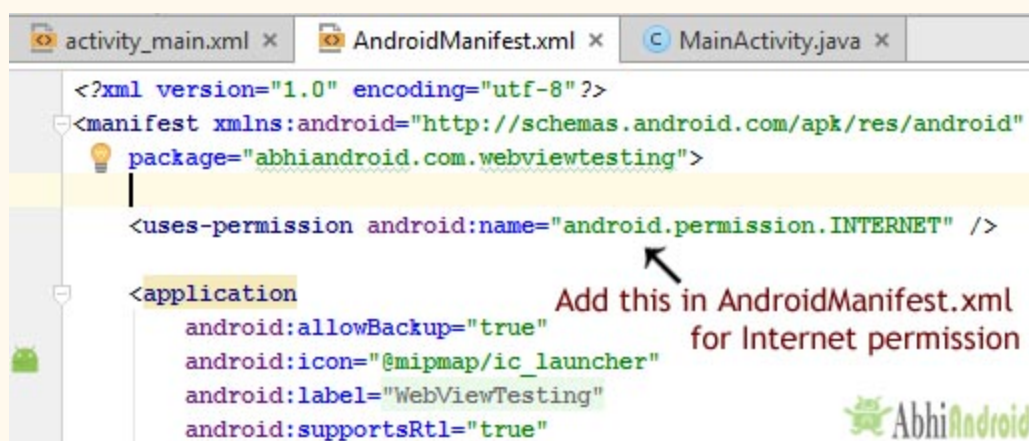 activity_main.xml × AndroidManifest.xml × C MainActivity.java ×
<?xml version="1.0" encoding="utf-8"?>
<manifest xmlns:android="http://schemas.android.com/apk/res/android"
package="abhiandroid.com.webviewtesting">
<uses-permission android:name="android.permission.INTERNET" />
<application
Add this in AndroidManifest.xml
android:allowBackup="true"
for Internet permission
android:icon="@mipmap/ic_launcher"
android:label="WebViewTesting"
android:supportsRtl="true"
AbhiAndroid